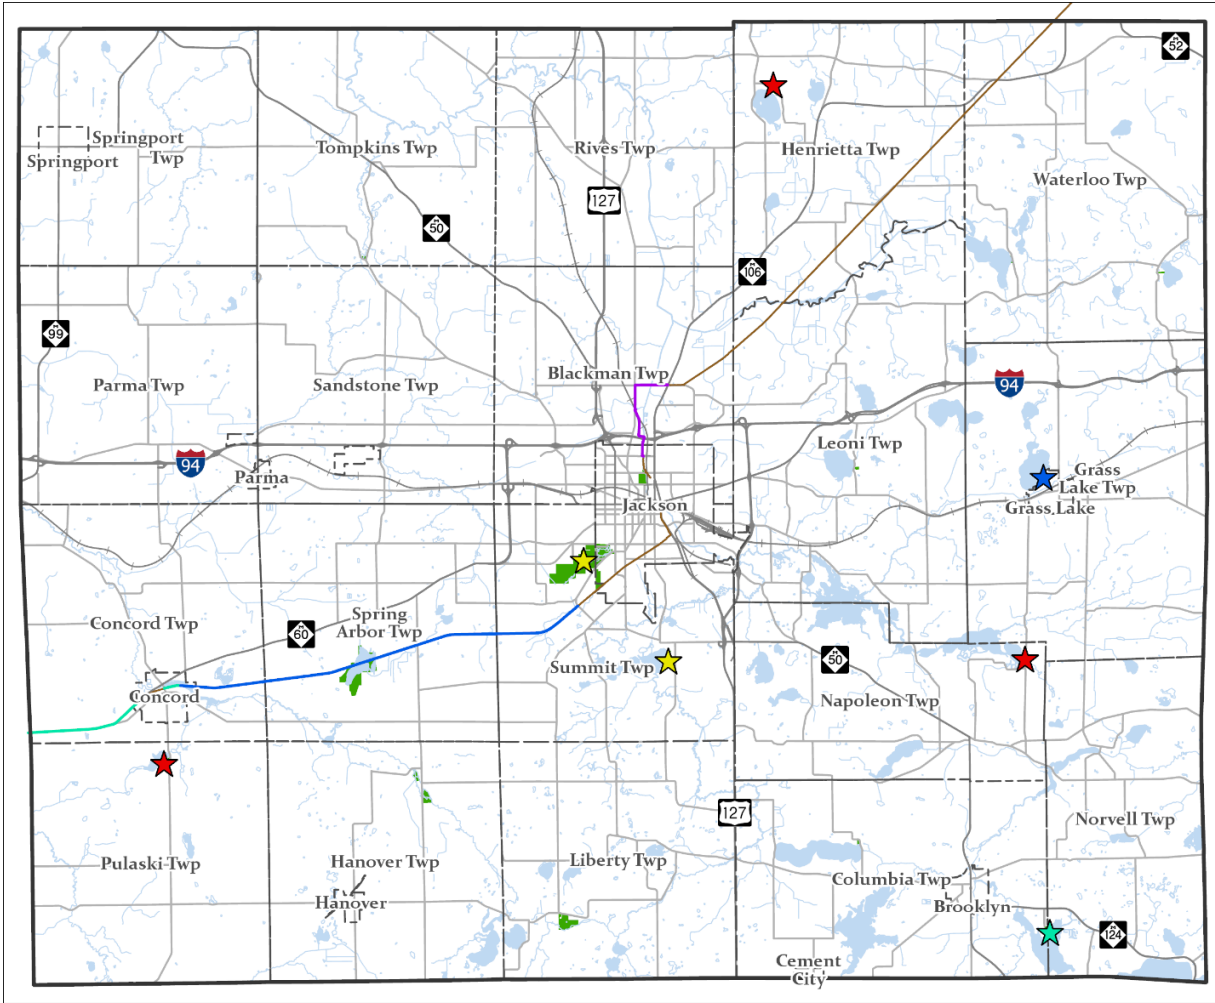 M
52
Springport
Twp
Springport
Tompkins Twp
Rives Twp
Henrietta Twp
Waterloo Twp
127
M
50
M
106
M
99
Parma Twp
Sandstone Twp
Blackman Twp
94
Leoni Twp
94
Parma
Grass
Lake Twp
Grass Lake
Jackson
Concord Twp
Spring
Arbor Twp
M
60
Summit Twp
M
50
Concord
Napoleon Twp
127
Norvell Twp
Pulaski Twp
Hanover Twp
Liberty Twp
Columbia Twp
Hanover
Brooklyn
M
124
Cement
City